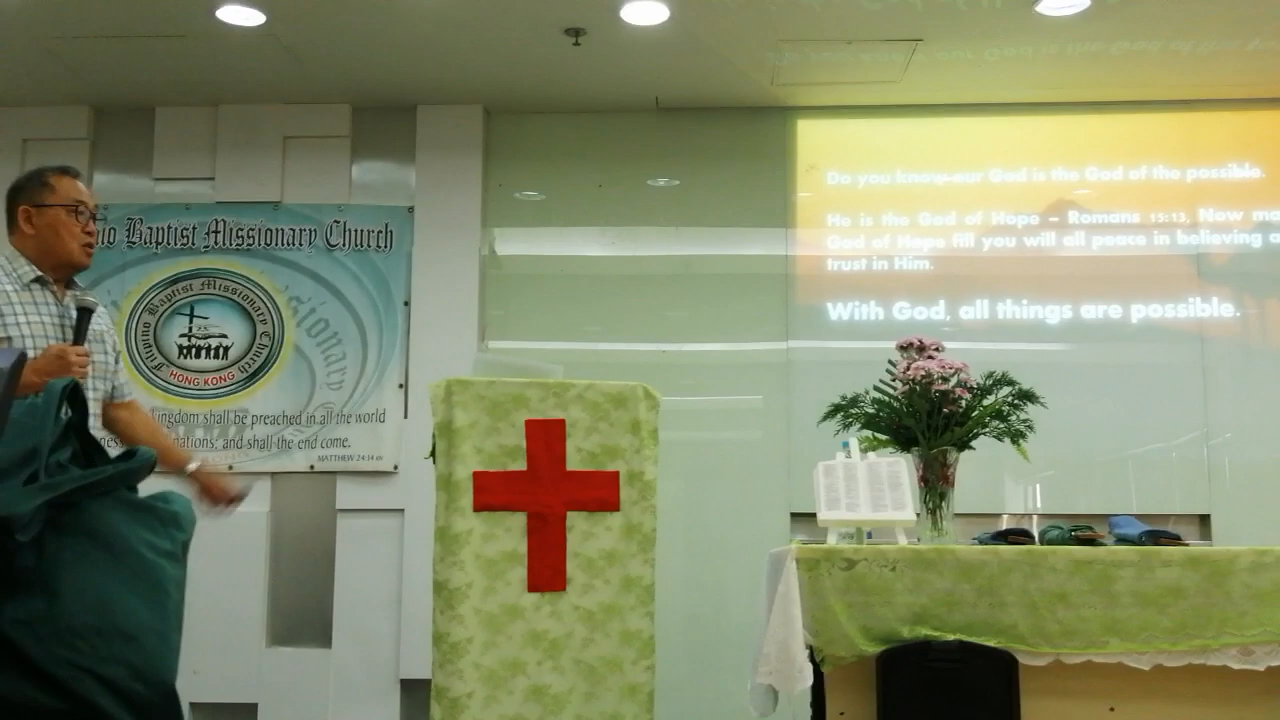 Baptist Missionary Church
Filipino Baptist Missionary Church
HONG KONG
kingdom shall be preached in all the world
nations; and shall the end come.
MATTHEW 24:14
Do you know our God is the God of the possible.
He is the God of Hope – Romans 15:13, Now ma
God of Hope fill you will all peace in believing a
trust in Him.
With God, all things are possible.